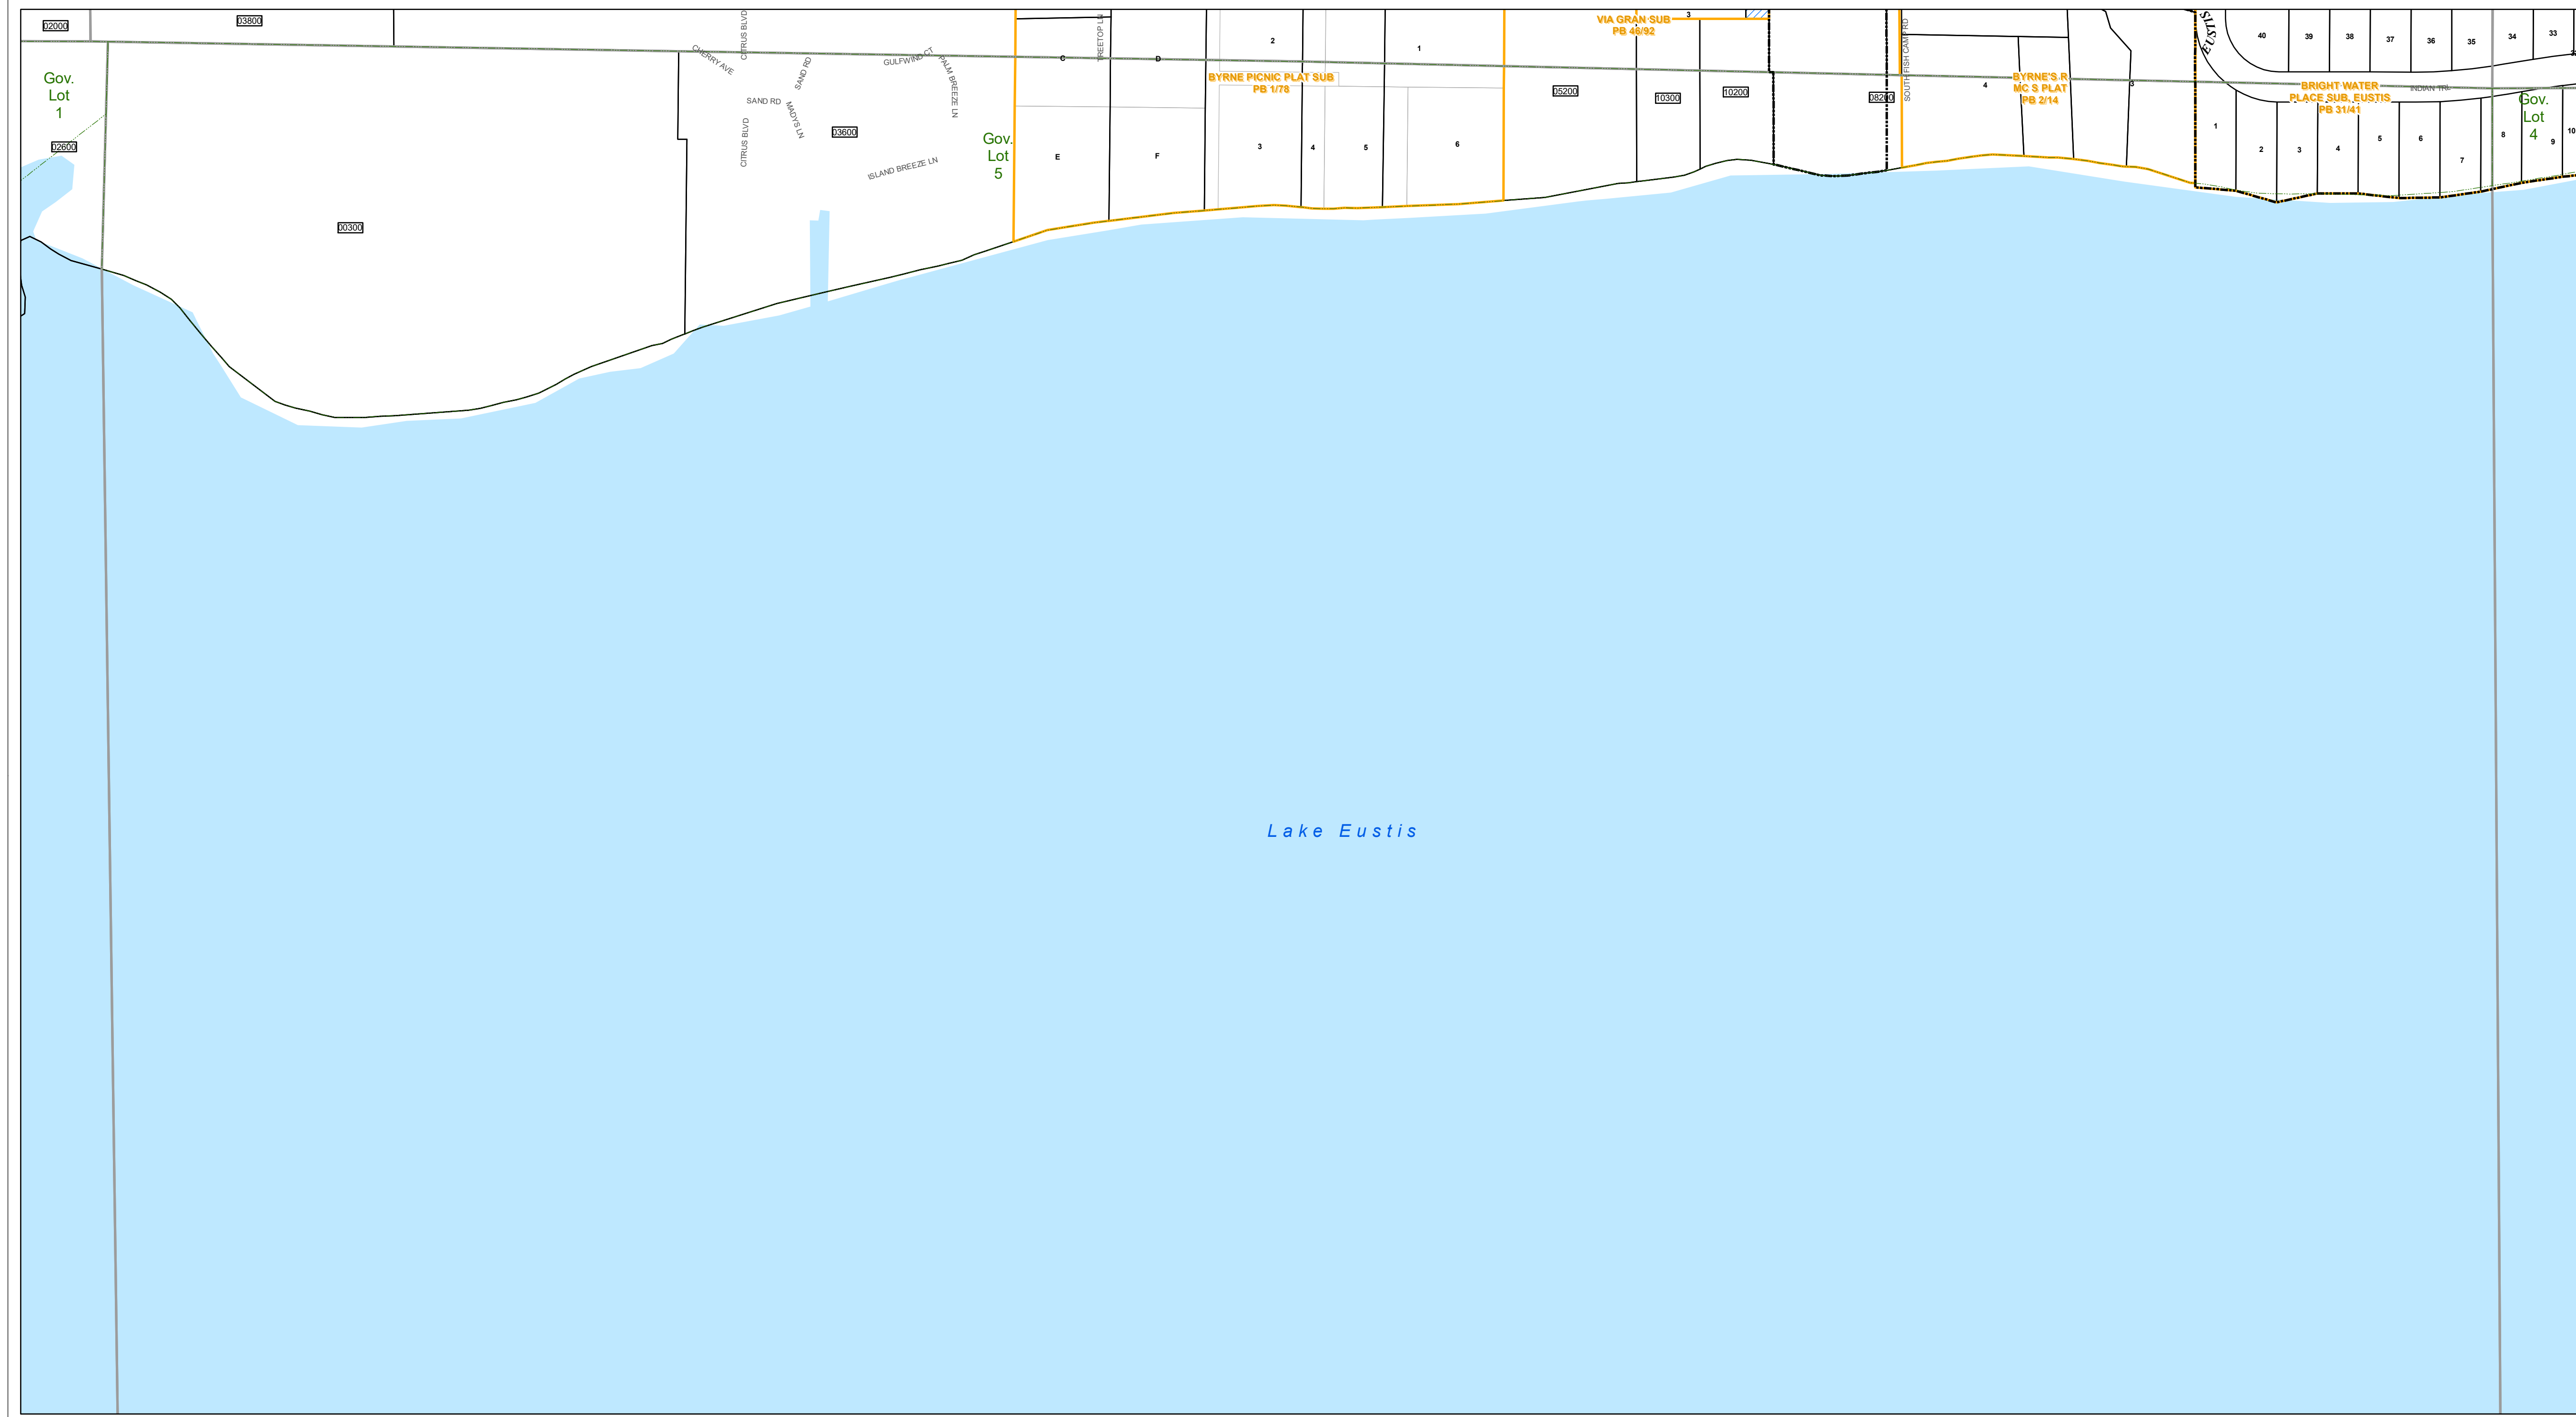 02000
03800
CITRUS BLVD
TREETOP LN
3
VIA GRAN SUB
PB 46/92
SOUTH FISH CAMP RD
EUSTIS
40
39
38
37
36
35
34
33
2
1
C
D
CHERRY AVE
SAND RD
GULFWIND CT
PALM BREEZE LN
Gov.
Lot
1
BYRNE PICNIC PLAT SUB
PB 1/78
05200
10300
10200
08200
4
BYRNE'S R
MC S PLAT
PB 2/14
3
BRIGHT WATER
PLACE SUB, EUSTIS
PB 31/41
INDIAN TRL
Gov.
Lot
4
SAND RD
MADYS LN
CITRUS BLVD
03600
02600
Gov.
Lot
5
E
F
3
4
5
6
1
2
3
4
5
6
7
8
9
10
ISLAND BREEZE LN
00300
Lake Eustis